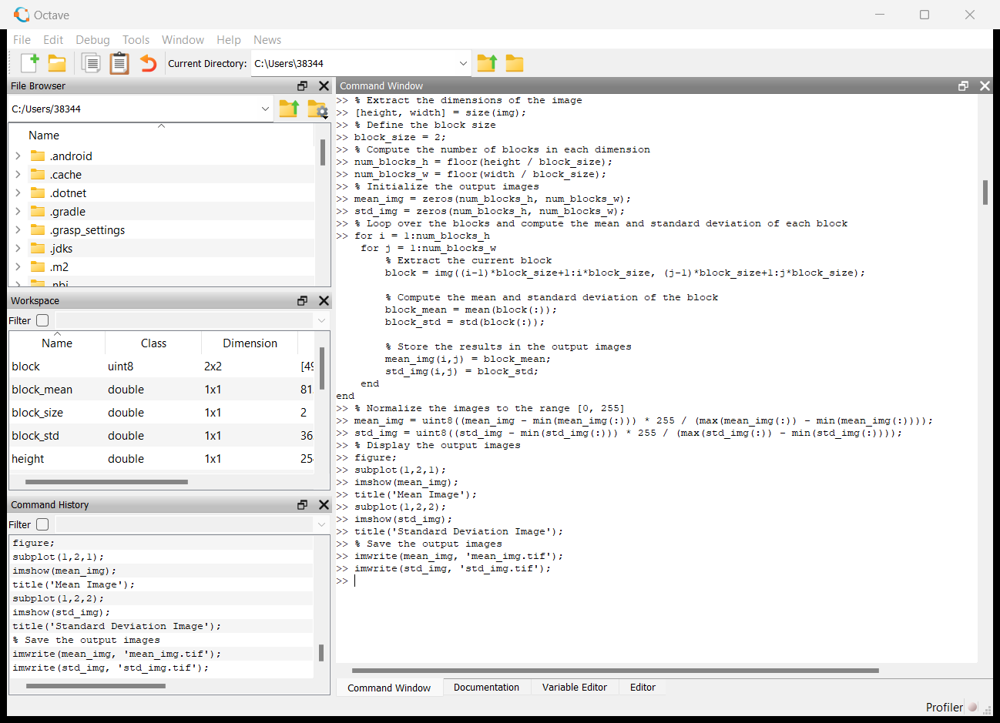 Octave
File Edit Debug Tools Window Help News
Current Directory: C:\Users\38344
File Browser
C:/Users/38344
Name
.android
.cache
.dotnet
.gradle
.grasp_settings
.jdks
.m2
.nbi
Workspace
Filter
Name Class Dimension
block uint8 2x2 [49
block_mean double 1x1 81
block_size double 1x1 2
block_std double 1x1 36
height double 1x1 25
Command History
Filter
figure;
subplot(1,2,1);
imshow(mean_img);
title('Mean Image');
subplot(1,2,2);
imshow(std_img);
title('Standard Deviation Image');
% Save the output images
imwrite(mean_img, 'mean_img.tif');
imwrite(std_img, 'std_img.tif');
Command Window
>> % Extract the dimensions of the image
>> [height, width] = size(img);
>> % Define the block size
>> block_size = 2;
>> % Compute the number of blocks in each dimension
>> num_blocks_h = floor(height / block_size);
>> num_blocks_w = floor(width / block_size);
>> % Initialize the output images
>> mean_img = zeros(num_blocks_h, num_blocks_w);
>> std_img = zeros(num_blocks_h, num_blocks_w);
>> % Loop over the blocks and compute the mean and standard deviation of each block
>> for i = 1:num_blocks_h
for j = 1:num_blocks_w
% Extract the current block
block = img((i-1)*block_size+1:i*block_size, (j-1)*block_size+1:j*block_size);
% Compute the mean and standard deviation of the block
block_mean = mean(block(:));
block_std = std(block(:));
% Store the results in the output images
mean_img(i,j) = block_mean;
std_img(i,j) = block_std;
end
end
>> % Normalize the images to the range [0, 255]
>> mean_img = uint8((mean_img - min(mean_img(:))) * 255 / (max(mean_img(:)) - min(mean_img(:))));
>> std_img = uint8((std_img - min(std_img(:))) * 255 / (max(std_img(:)) - min(std_img(:))));
>> % Display the output images
>> figure;
>> subplot(1,2,1);
>> imshow(mean_img);
>> title('Mean Image');
>> subplot(1,2,2);
>> imshow(std_img);
>> title('Standard Deviation Image');
>> % Save the output images
>> imwrite(mean_img, 'mean_img.tif');
>> imwrite(std_img, 'std_img.tif');
>>
Command Window Documentation Variable Editor Editor
Profiler